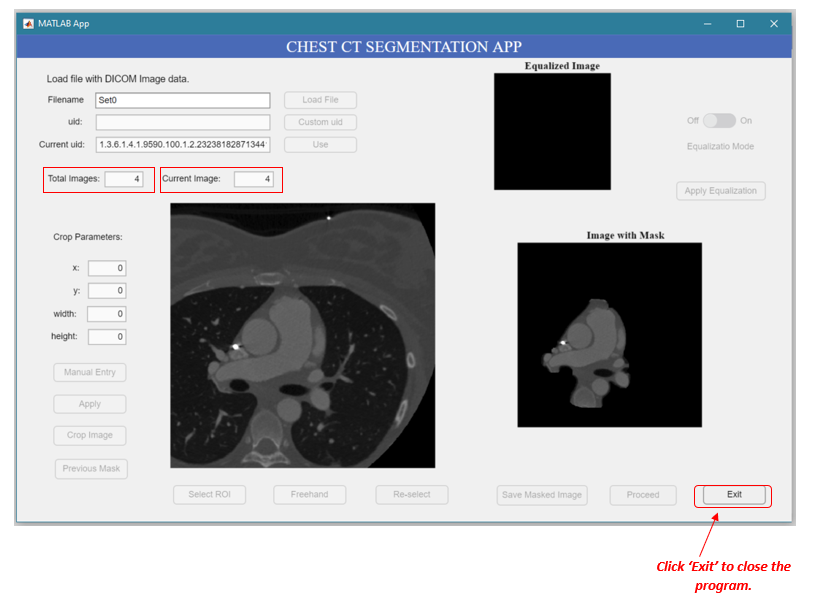 MATLAB App
CHEST CT SEGMENTATION APP
Load file with DICOM Image data.
Filename
Set0
Load File
uid:
Custom uid
Current uid:
1.3.6.1.4.1.9590.100.1.2.23238182871344
Use
Total Images:
4
Current Image:
4
Equalized Image
Off
On
Equalizatio Mode
Apply Equalization
Crop Parameters:
x:
0
y:
0
width:
0
height:
0
Manual Entry
Apply
Crop Image
Previous Mask
Image with Mask
Select ROI
Freehand
Re-select
Save Masked Image
Proceed
Exit
Click ‘Exit’ to close the
program.